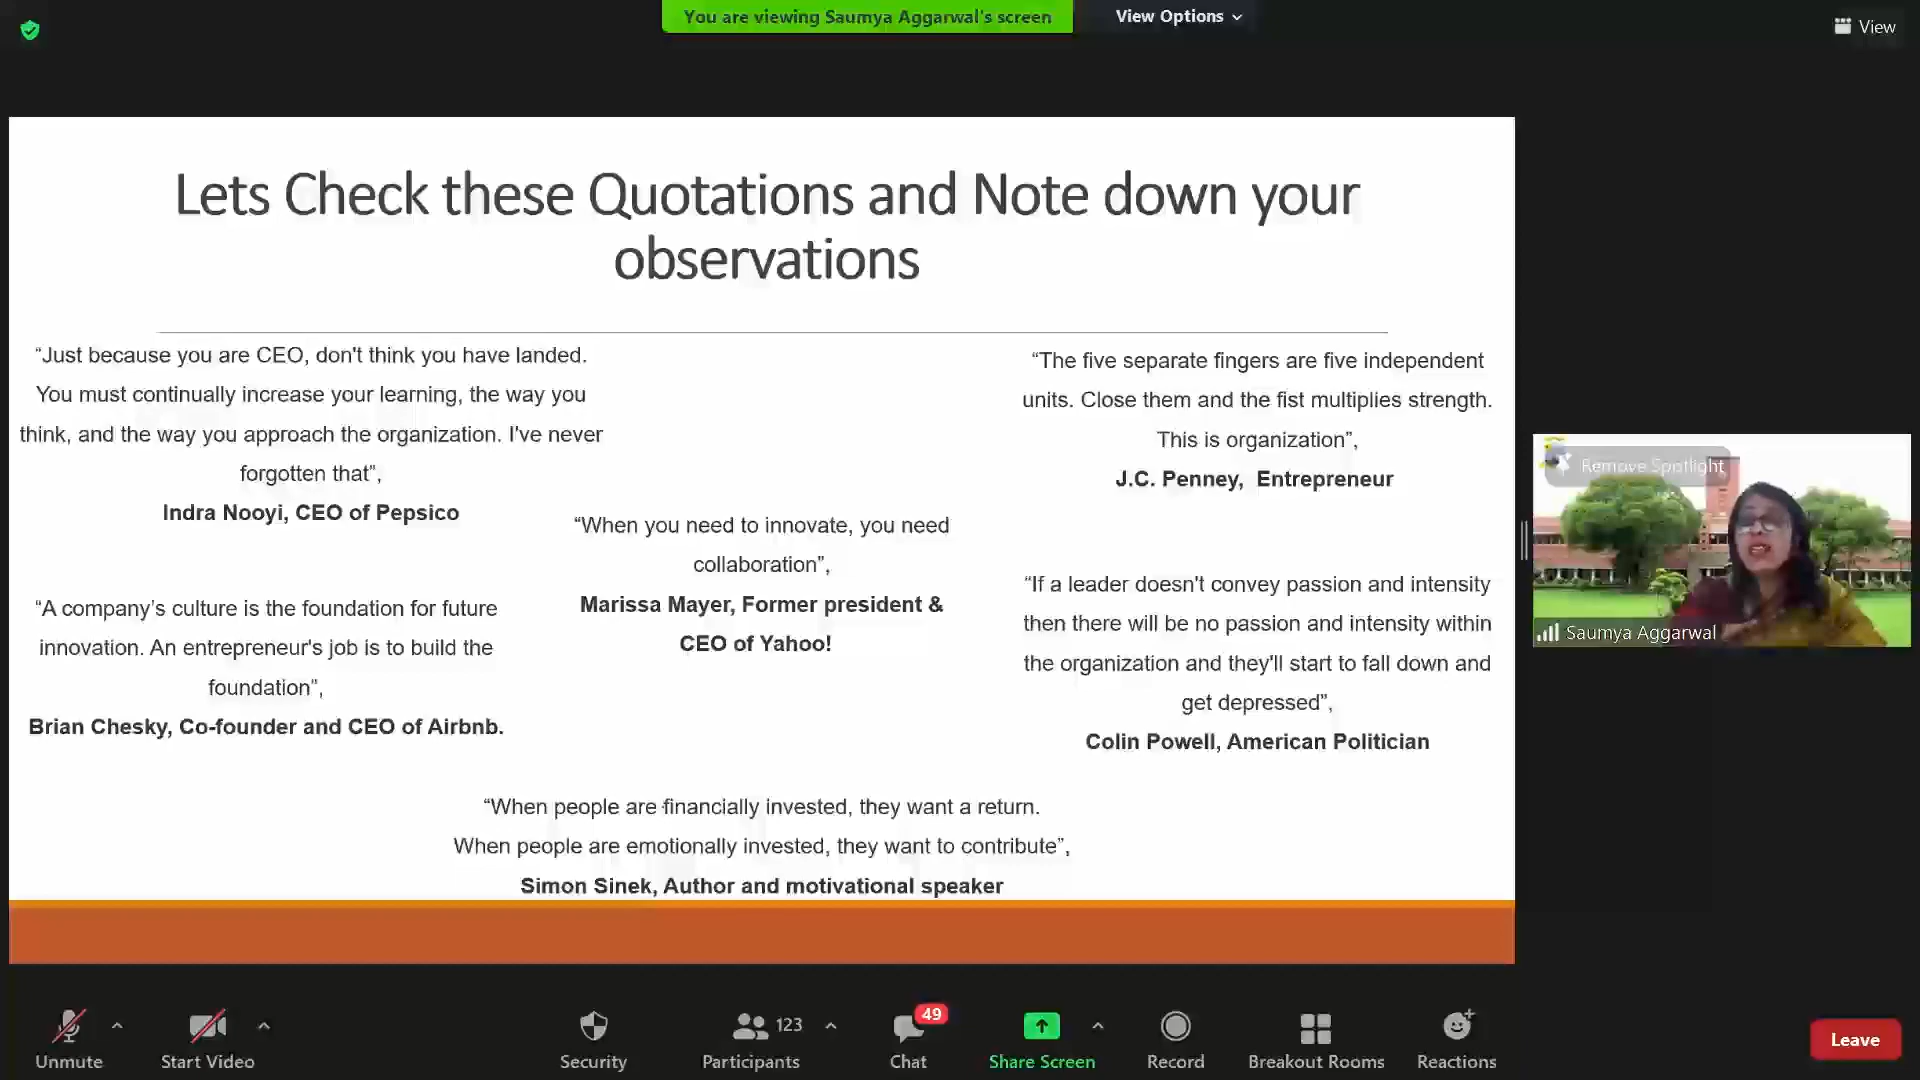 You are viewing Saumya Aggarwal's screen
View Options
View
Lets Check these Quotations and Note down your
observations
“Just because you are CEO, don't think you have landed.
You must continually increase your learning, the way you
think, and the way you approach the organization. I've never
forgotten that”,
Indra Nooyi, CEO of Pepsico
“The five separate fingers are five independent
units. Close them and the fist multiplies strength.
This is organization”,
J.C. Penney, Entrepreneur
“When you need to innovate, you need
collaboration”,
Marissa Mayer, Former president &
CEO of Yahoo!
“A company’s culture is the foundation for future
innovation. An entrepreneur's job is to build the
foundation”,
Brian Chesky, Co-founder and CEO of Airbnb.
“If a leader doesn't convey passion and intensity
then there will be no passion and intensity within
the organization and they'll start to fall down and
get depressed”,
Colin Powell, American Politician
“When people are financially invested, they want a return.
When people are emotionally invested, they want to contribute”,
Simon Sinek, Author and motivational speaker
Remove Spotlight
Saumya Aggarwal
Unmute
Start Video
Security
123
Participants
49
Chat
Share Screen
Record
Breakout Rooms
Reactions
Leave